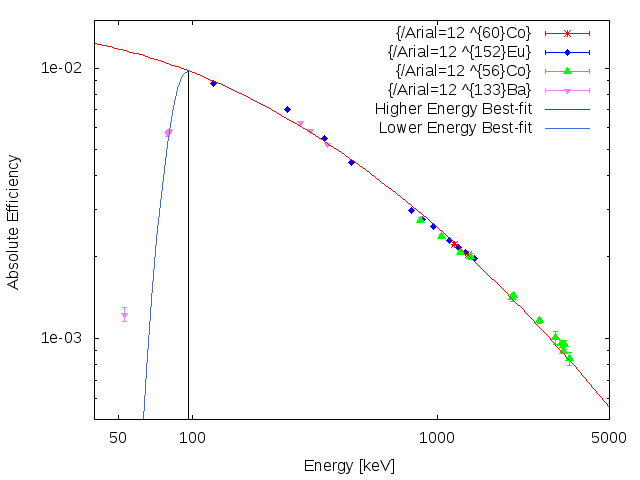 {/Arial=12 ^{60}Co}
{/Arial=12 ^{152}Eu}
{/Arial=12 ^{56}Co}
{/Arial=12 ^{133}Ba}
Higher Energy Best-fit
Lower Energy Best-fit
1e-02
1e-03
Absolute Efficiency
50 100 1000 5000
Energy [keV]